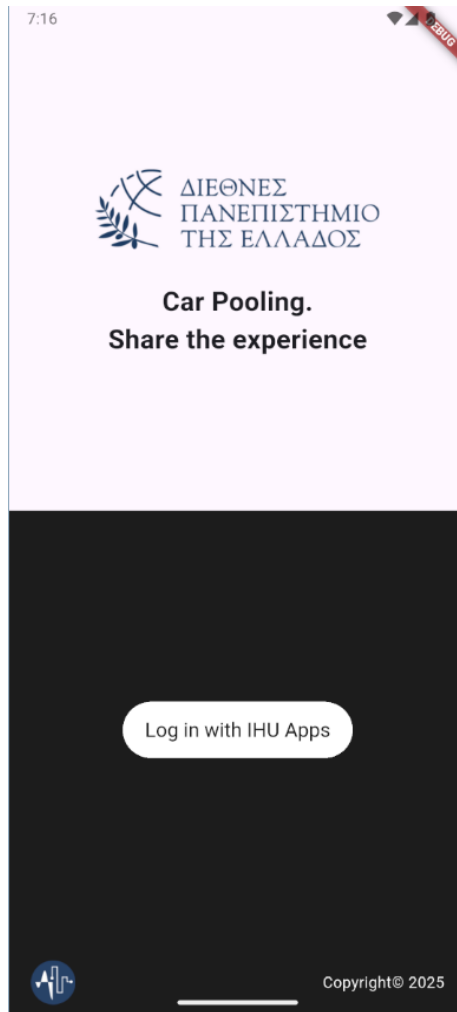 7:16
DEBUG
ΔΙΕΘΝΕΣ
ΠΑΝΕΠΙΣΤΗΜΙΟ
ΤΗΣ ΕΛΛΑΔΟΣ
Car Pooling.
Share the experience
Log in with IHU Apps
Copyright© 2025